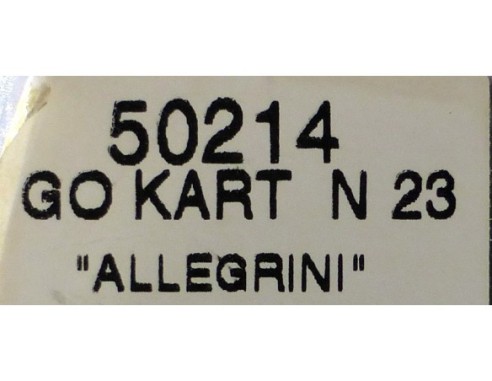 50214
GO KART N 23
"ALLEGRINI"